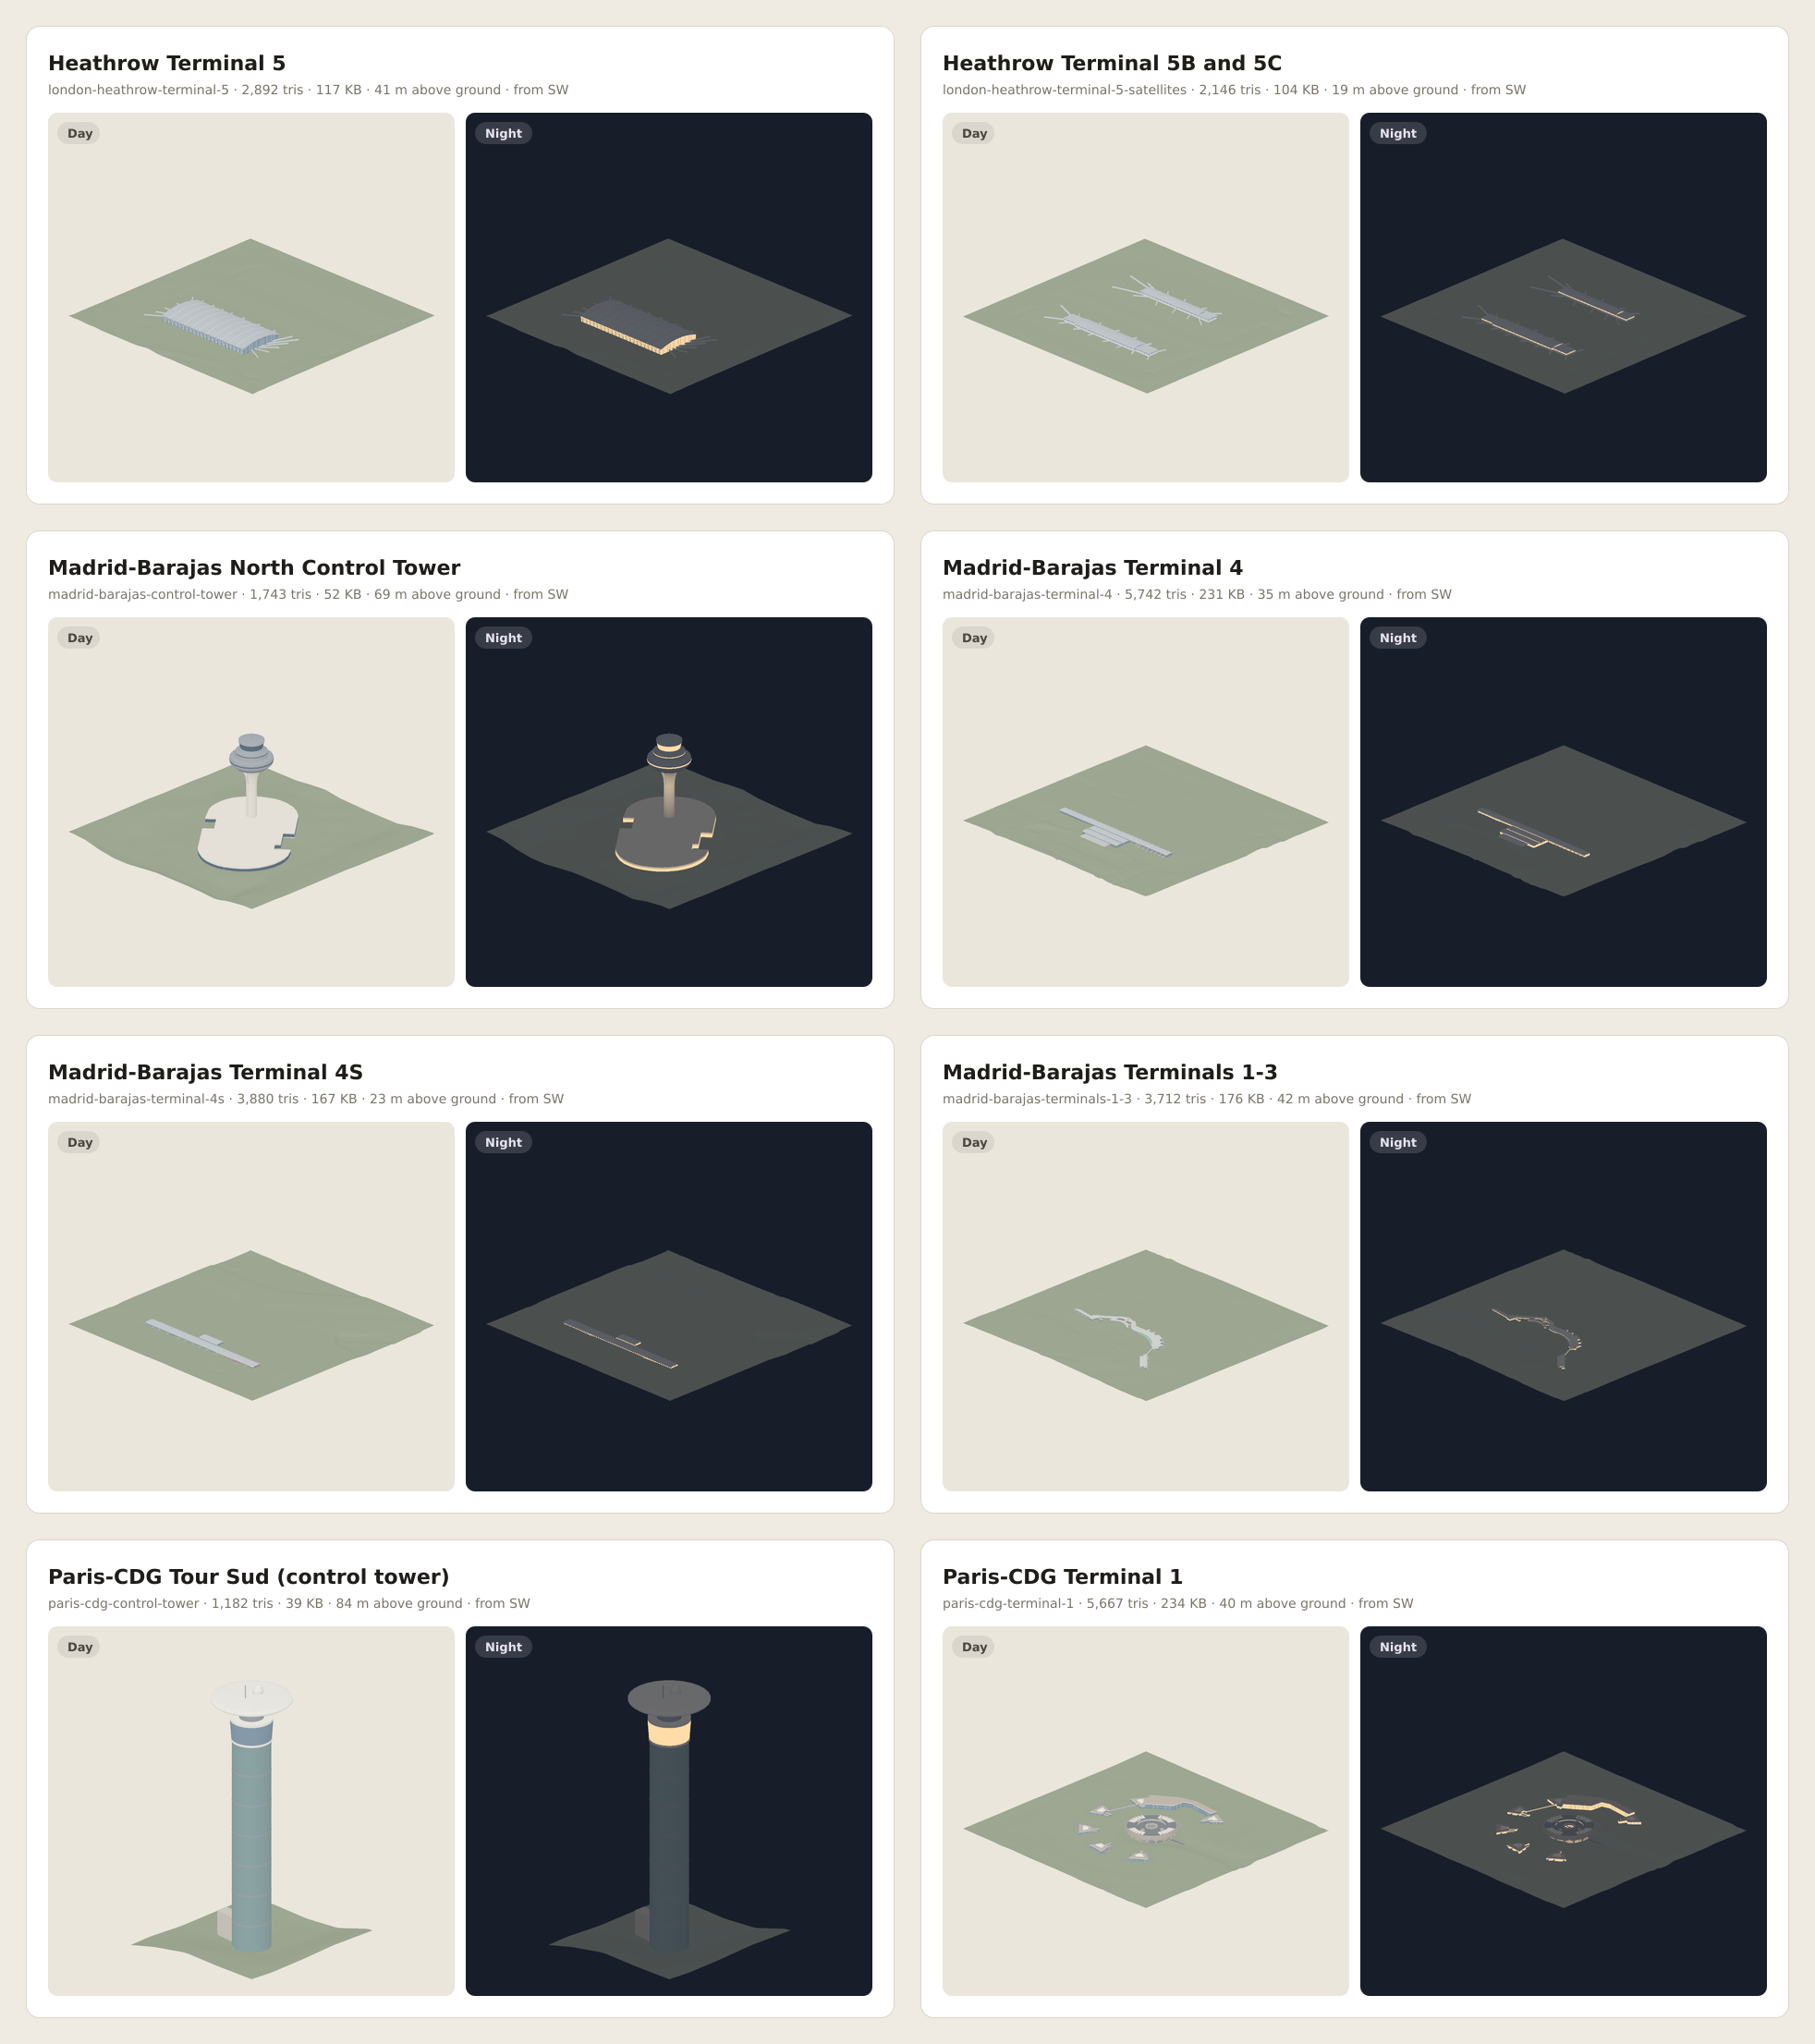 Heathrow Terminal 5
london-heathrow-terminal-5 · 2,892 tris · 117 KB · 41 m above ground · from SW
Day
Night
Heathrow Terminal 5B and 5C
london-heathrow-terminal-5-satellites · 2,146 tris · 104 KB · 19 m above ground · from SW
Day
Night
Madrid-Barajas North Control Tower
madrid-barajas-control-tower · 1,743 tris · 52 KB · 69 m above ground · from SW
Day
Night
Madrid-Barajas Terminal 4
madrid-barajas-terminal-4 · 5,742 tris · 231 KB · 35 m above ground · from SW
Day
Night
Madrid-Barajas Terminal 4S
madrid-barajas-terminal-4s · 3,880 tris · 167 KB · 23 m above ground · from SW
Day
Night
Madrid-Barajas Terminals 1-3
madrid-barajas-terminals-1-3 · 3,712 tris · 176 KB · 42 m above ground · from SW
Day
Night
Paris-CDG Tour Sud (control tower)
paris-cdg-control-tower · 1,182 tris · 39 KB · 84 m above ground · from SW
Day
Night
Paris-CDG Terminal 1
paris-cdg-terminal-1 · 5,667 tris · 234 KB · 40 m above ground · from SW
Day
Night